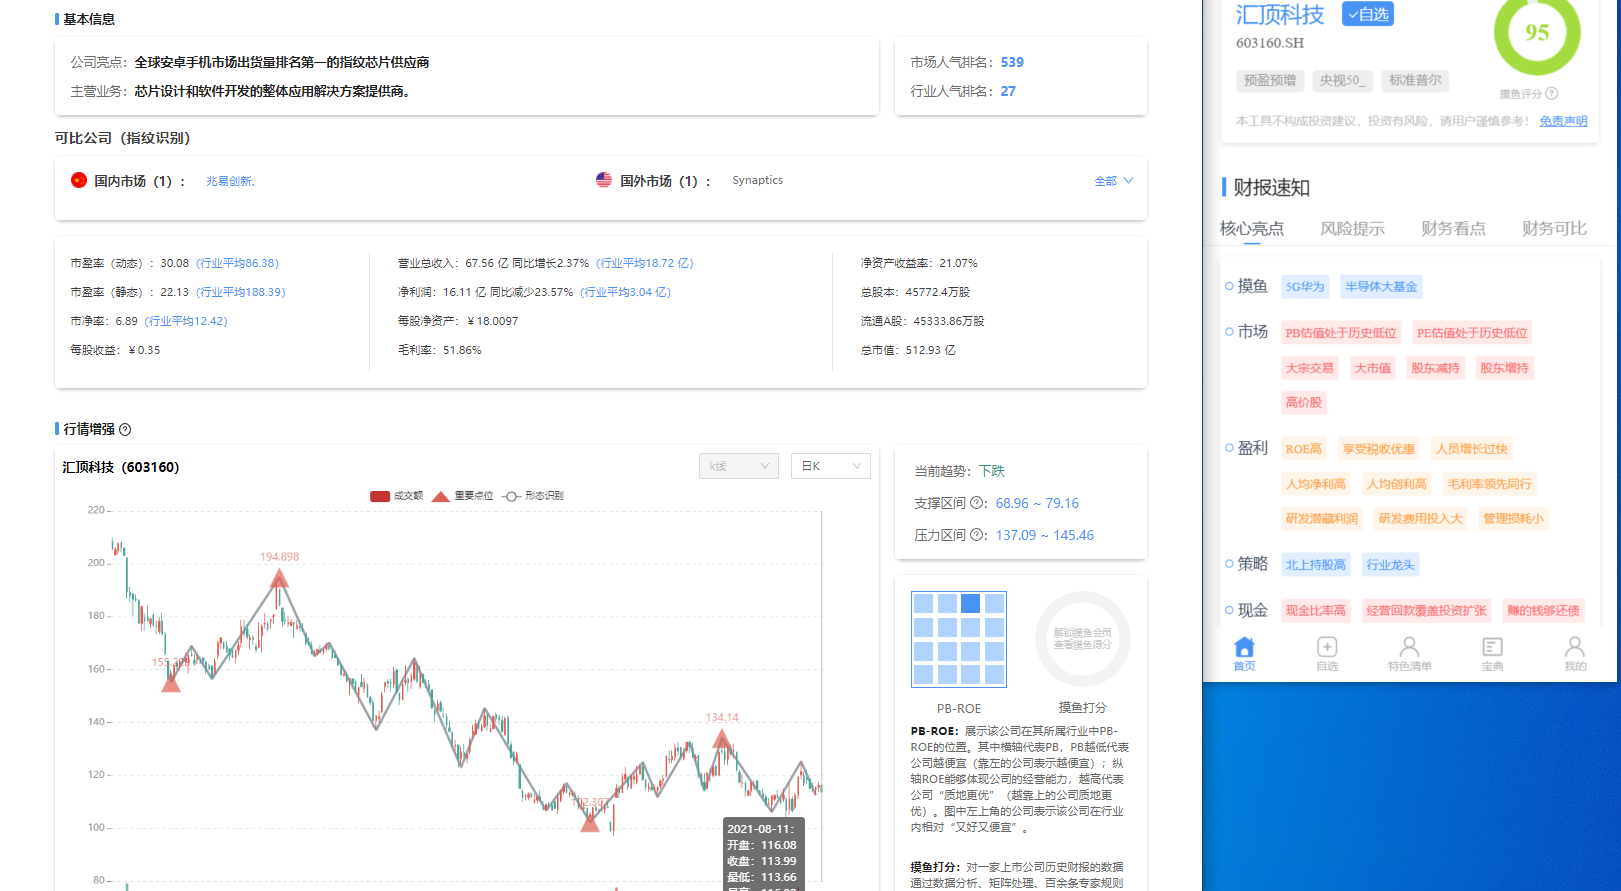 基本信息
公司亮点：全球安卓手机市场出货量排名第一的指纹芯片供应商
主营业务：芯片设计和软件开发的整体应用解决方案提供商。
市场人气排名：539
行业人气排名：27
可比公司（指纹识别）
国内市场（1）： 兆易创新、
国外市场（1）： Synaptics
全部
市盈率（动态）：30.08 (行业平均86.38)
市盈率（静态）：22.13 (行业平均188.39)
市净率：6.89 (行业平均12.42)
每股收益：￥0.35
营业总收入：67.56 亿 同比增长2.37% (行业平均18.72 亿)
净利润：16.11 亿 同比减少23.57% (行业平均3.04 亿)
每股净资产：￥18.0097
毛利率：51.86%
净资产收益率：21.07%
总股本：45772.4万股
流通A股：45333.86万股
总市值：512.93 亿
行情增强
汇顶科技（603160）
k线
日K
成交额 重要点位 形态识别
220
200
180
160
140
120
100
80
194.898
134.14
2021-08-11：
开盘：116.08
收盘：113.99
最低：113.66
当前趋势：下跌
支撑区间：68.96 ~ 79.16
压力区间：137.09 ~ 145.46
解锁摸鱼会员
查看摸鱼得分
PB-ROE
摸鱼打分
PB-ROE：展示该公司在其所属行业中PB-
ROE的位置。其中横轴代表PB，PB越低代表
公司越便宜（靠左的公司表示越便宜）；纵
轴ROE能够体现公司的经营能力，越高代表
公司“质地更优”（越靠上的公司质地更
优）。图中左上角的公司表示该公司在行业
内相对“又好又便宜”。
摸鱼打分：对一家上市公司历史财报的数据
通过数据分析、矩阵处理、百余条专家规则
汇顶科技
自选
603160.SH
预盈预增 央视50_ 标准普尔
95
摸鱼评分
本工具不构成投资建议，投资有风险，请用户谨慎参考！ 免责声明
财报速知
核心亮点 风险提示 财务看点 财务可比
摸鱼 5G华为 半导体大基金
市场 PB估值处于历史低位 PE估值处于历史低位
大宗交易 大市值 股东减持 股东增持
高价股
盈利 ROE高 享受税收优惠 人员增长过快
人均净利高 人均创利高 毛利率领先同行
研发潜藏利润 研发费用投入大 管理损耗小
策略 北上持股高 行业龙头
现金 现金比率高 经营回款覆盖投资扩张 赚的钱够还债
首页 自选 特色清单 宝典 我的